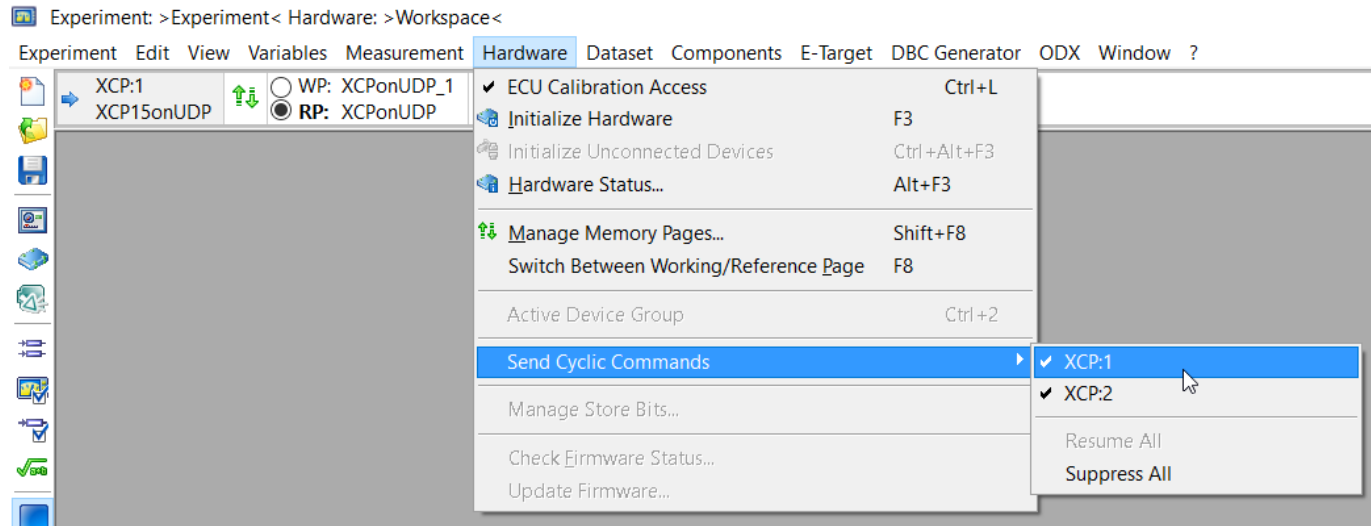 Experiment: >Experiment< Hardware: >Workspace<
Experiment Edit View Variables Measurement Hardware Dataset Components E-Target DBC Generator ODX Window ?
XCP:1
XCP15onUDP
WP: XCPonUDP_1
RP: XCPonUDP
ECU Calibration Access Ctrl+L
Initialize Hardware F3
Initialize Unconnected Devices Ctrl+Alt+F3
Hardware Status... Alt+F3
Manage Memory Pages... Shift+F8
Switch Between Working/Reference Page F8
Active Device Group Ctrl+2
Send Cyclic Commands
Manage Store Bits...
Check Firmware Status...
Update Firmware...
XCP:1
XCP:2
Resume All
Suppress All